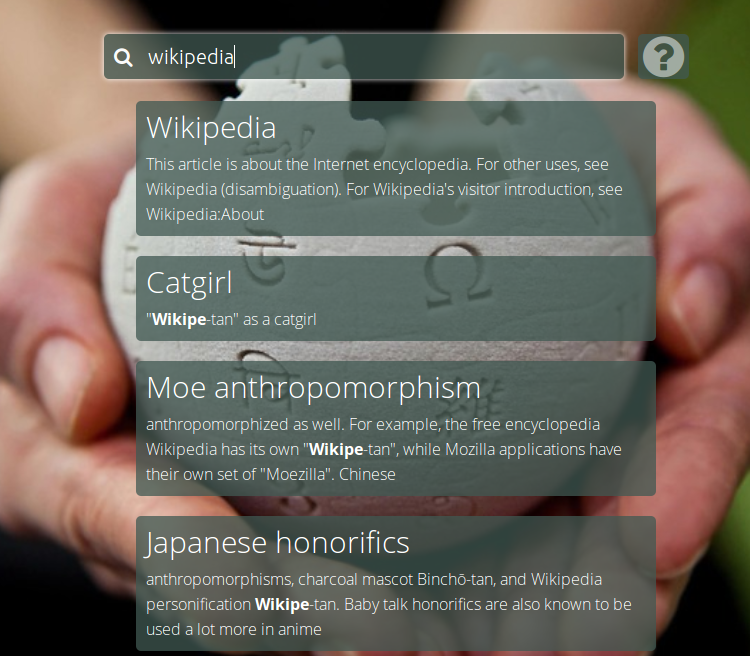 wikipedia
?
Wikipedia
This article is about the Internet encyclopedia. For other uses, see
Wikipedia (disambiguation). For Wikipedia's visitor introduction, see
Wikipedia:About
Catgirl
"Wikipe-tan" as a catgirl
Moe anthropomorphism
anthropomorphized as well. For example, the free encyclopedia
Wikipedia has its own "Wikipe-tan", while Mozilla applications have
their own set of "Moezilla". Chinese
Japanese honorifics
anthropomorphisms, charcoal mascot Binchō-tan, and Wikipedia
personification Wikipe-tan. Baby talk honorifics are also known to be
used a lot more in anime